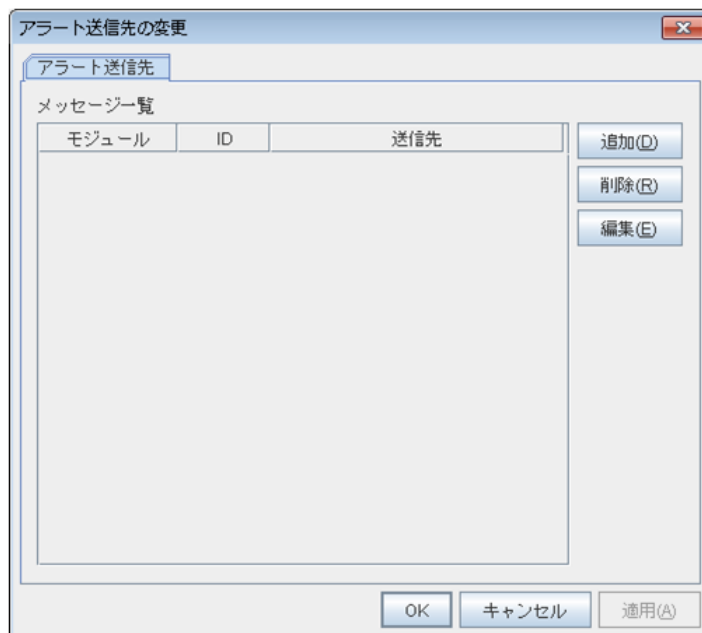 アラート送信先の変更
アラート送信先
メッセージ一覧
モジュール ID 送信先
追加(D)
削除(R)
編集(E)
OK キャンセル 適用(A)